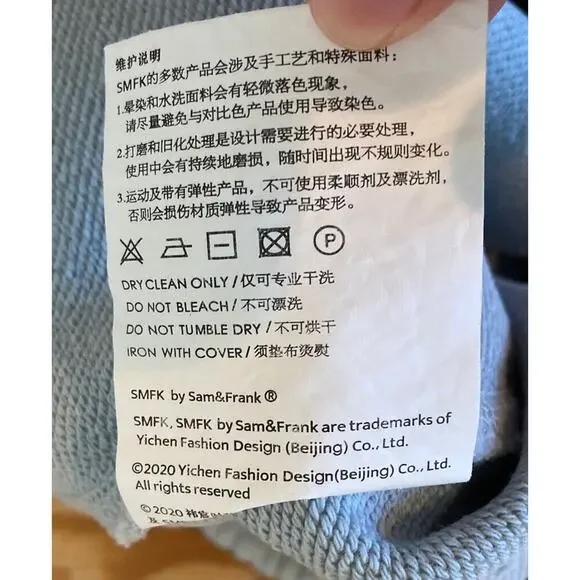 维护说明
SMFK的多数产品会涉及手工艺和特殊面料：
1.晕染和水洗面料会有轻微落色现象，
请尽量避免与对比色产品使用导致染色。
2.打磨和旧化处理是设计需要进行的必要处理，
使用中会有持续地磨损，随时间出现不规则变化。
3.运动及带有弹性产品，不可使用柔顺剂及漂洗剂，
否则会损伤材质弹性导致产品变形。
P
DRY CLEAN ONLY / 仅可专业干洗
DO NOT BLEACH / 不可漂洗
DO NOT TUMBLE DRY / 不可烘干
IRON WITH COVER / 须垫布烫熨
SMFK by Sam&Frank ®
SMFK, SMFK by Sam&Frank are trademarks of
Yichen Fashion Design (Beijing) Co., Ltd.
©2020 Yichen Fashion Design(Beijing) Co., Ltd.
All rights reserved
©2020
及